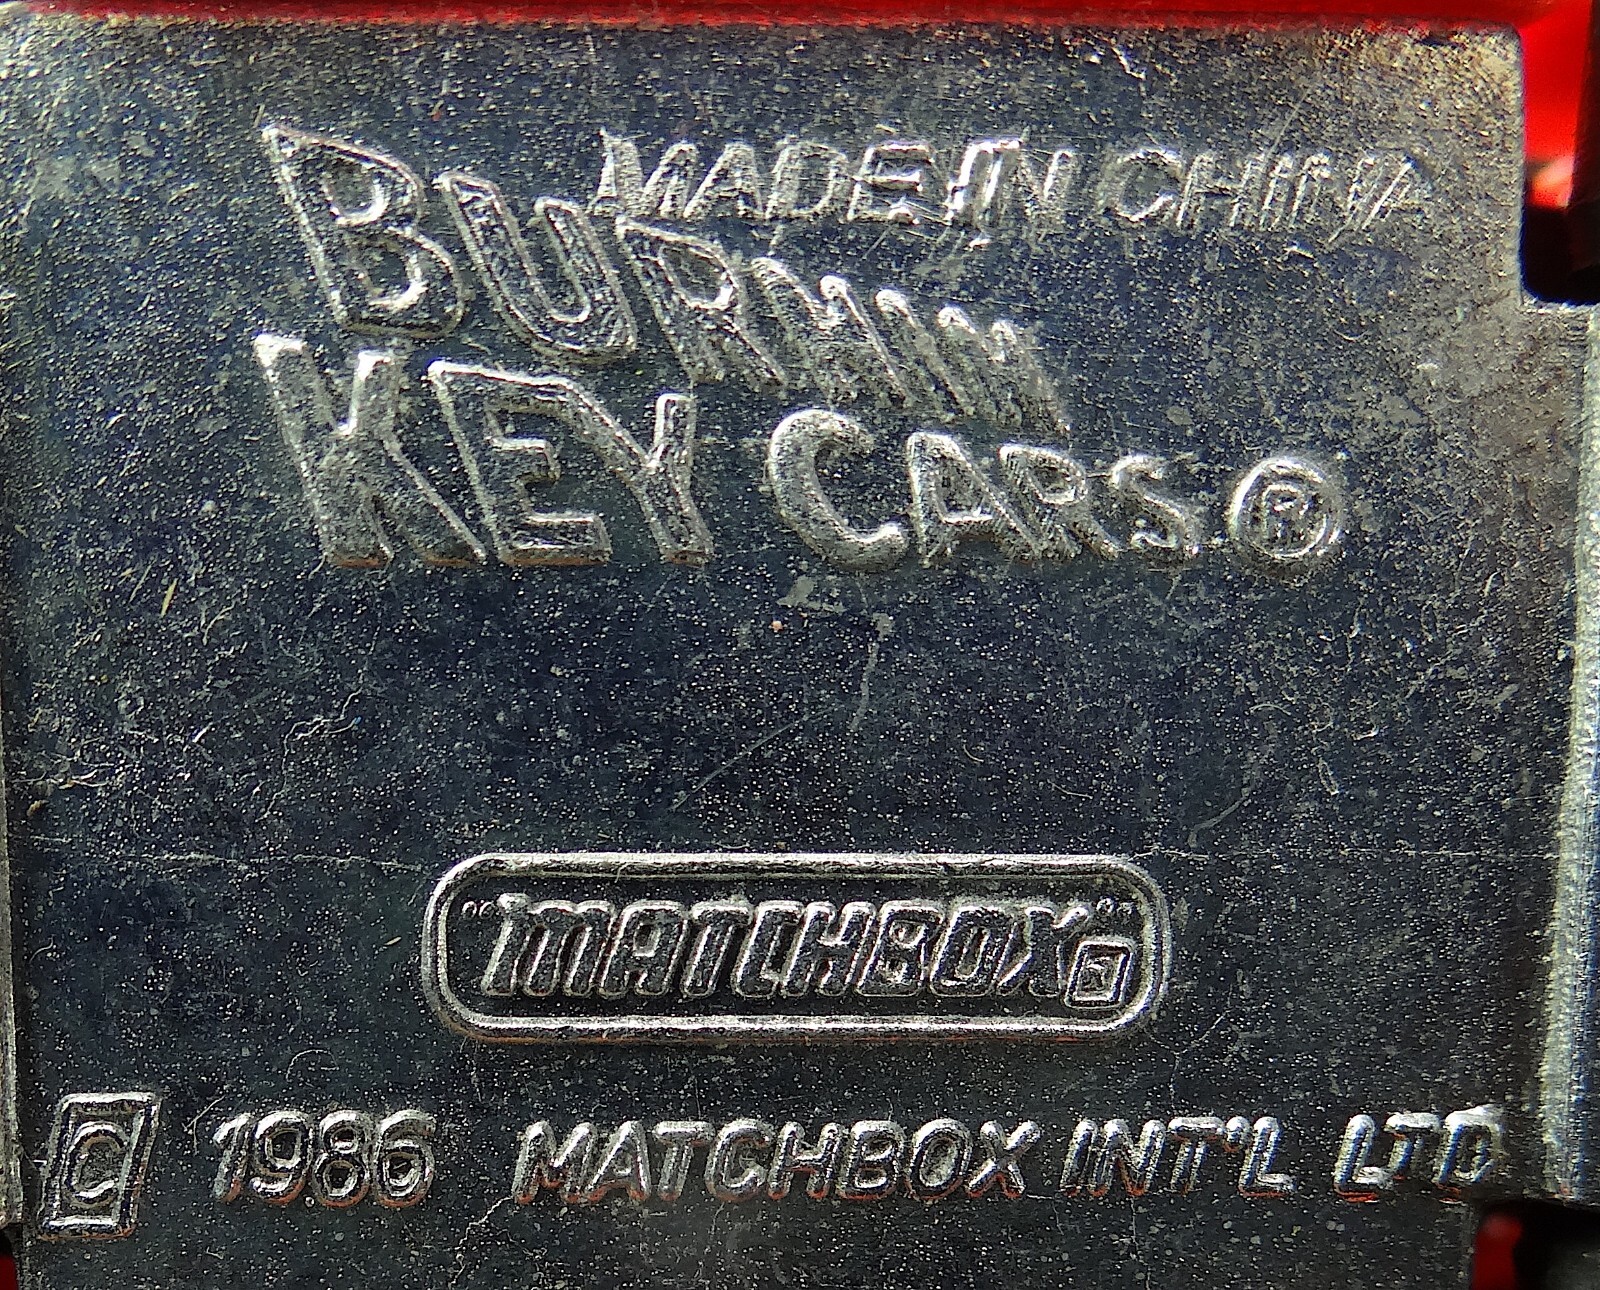 MADE IN CHINA
BURNIN
KEY CARS ®
"MATCHBOX"
© 1986 MATCHBOX INT'L LTD